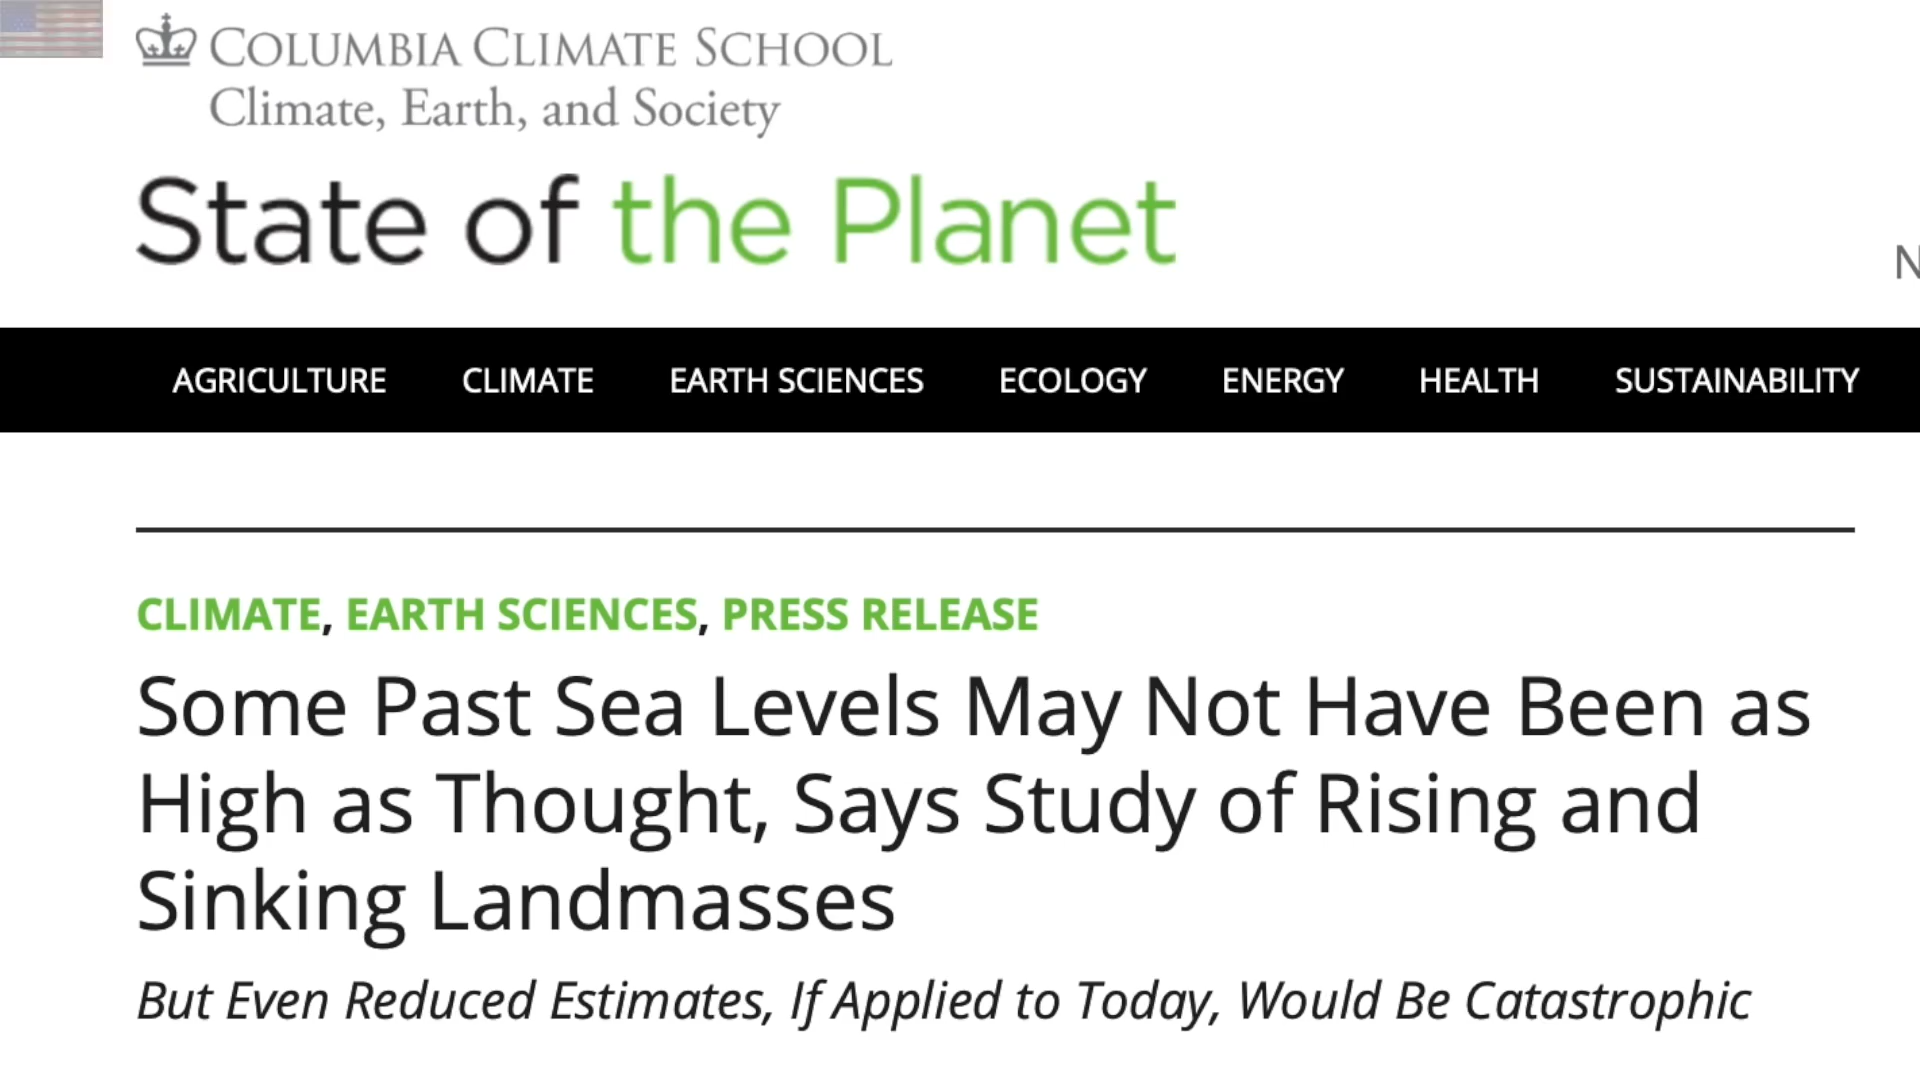 COLUMBIA CLIMATE SCHOOL
Climate, Earth, and Society
State of the Planet
N
AGRICULTURE CLIMATE EARTH SCIENCES ECOLOGY ENERGY HEALTH SUSTAINABILITY
CLIMATE, EARTH SCIENCES, PRESS RELEASE
Some Past Sea Levels May Not Have Been as
High as Thought, Says Study of Rising and
Sinking Landmasses
But Even Reduced Estimates, If Applied to Today, Would Be Catastrophic